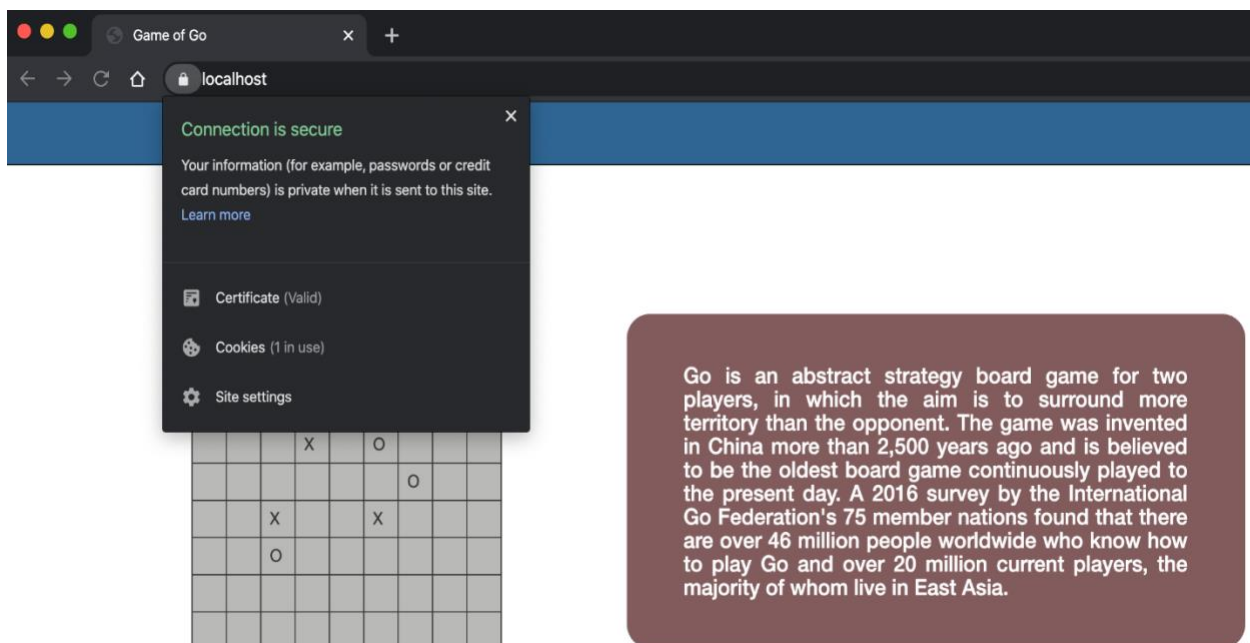 Game of Go
localhost
Connection is secure
Your information (for example, passwords or credit
card numbers) is private when it is sent to this site.
Learn more
Certificate (Valid)
Cookies (1 in use)
Site settings
X O
O
X X
O
Go is an abstract strategy board game for two
players, in which the aim is to surround more
territory than the opponent. The game was invented
in China more than 2,500 years ago and is believed
to be the oldest board game continuously played to
the present day. A 2016 survey by the International
Go Federation's 75 member nations found that there
are over 46 million people worldwide who know how
to play Go and over 20 million current players, the
majority of whom live in East Asia.